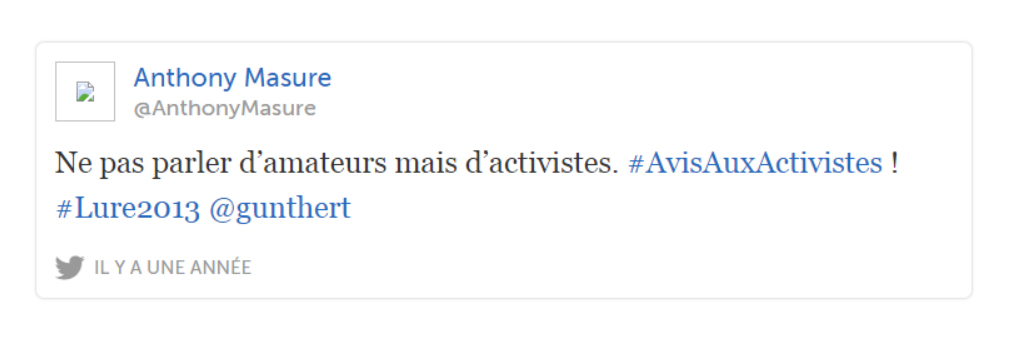 Anthony Masure
@AnthonyMasure
Ne pas parler d’amateurs mais d’activistes. #AvisAuxActivistes !
#Lure2013 @gunthert
IL Y A UNE ANNÉE